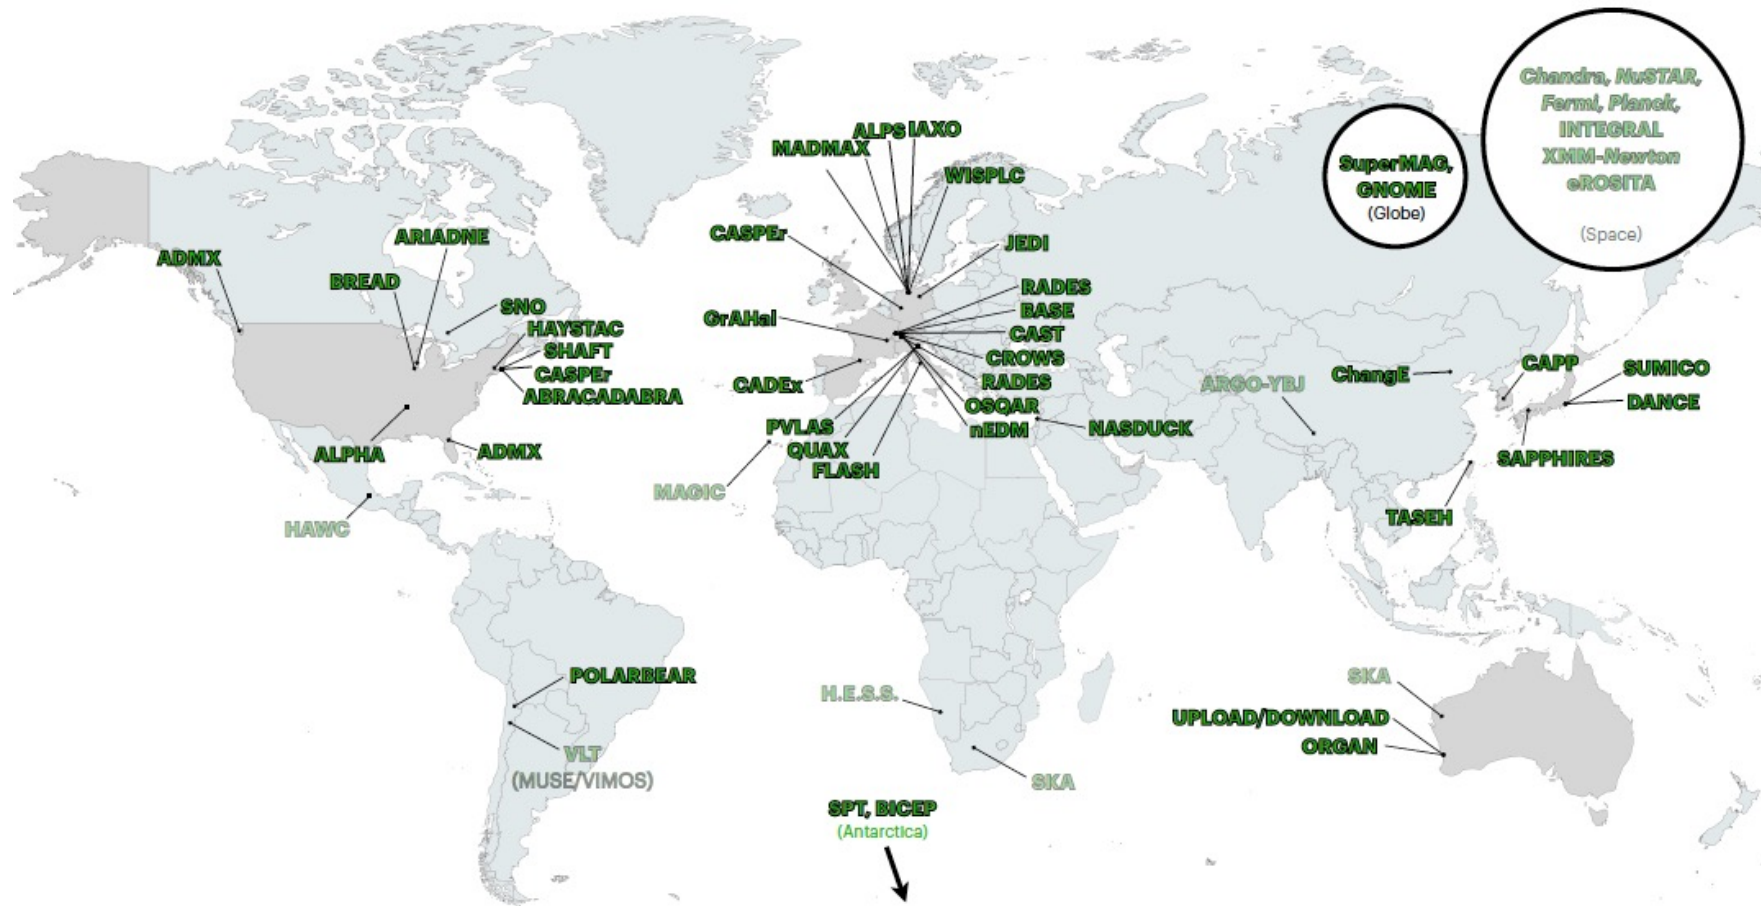 Chandra, NuSTAR,
Fermi, Planck,
INTEGRAL
XMM-Newton
eROSITA
(Space)
SuperMAG,
GNOME
(Globe)
ALPS IAXO
MADMAX
WISPLC
CASPEr
JEDI
ARIADNE
ADMX
BREAD
SNO
RADES
BASE
GrAHal
HAYSTAC
CAST
SHAFT
CROWS
CASPEr
RADES
CADEx
ABRACADABRA
OSQAR
PVLAS
nEDM
NASDUCK
QUAX
FLASH
ALPHA
ADMX
MAGIC
HAWC
ARGO-YBJ
ChangE
CAPP
SUMICO
DANCE
SAPPHIRES
TASEH
POLARBEAR
H.E.S.S.
SKA
UPLOAD/DOWNLOAD
ORGAN
VLT
(MUSE/VIMOS)
SKA
SPT, BICEP
(Antarctica)